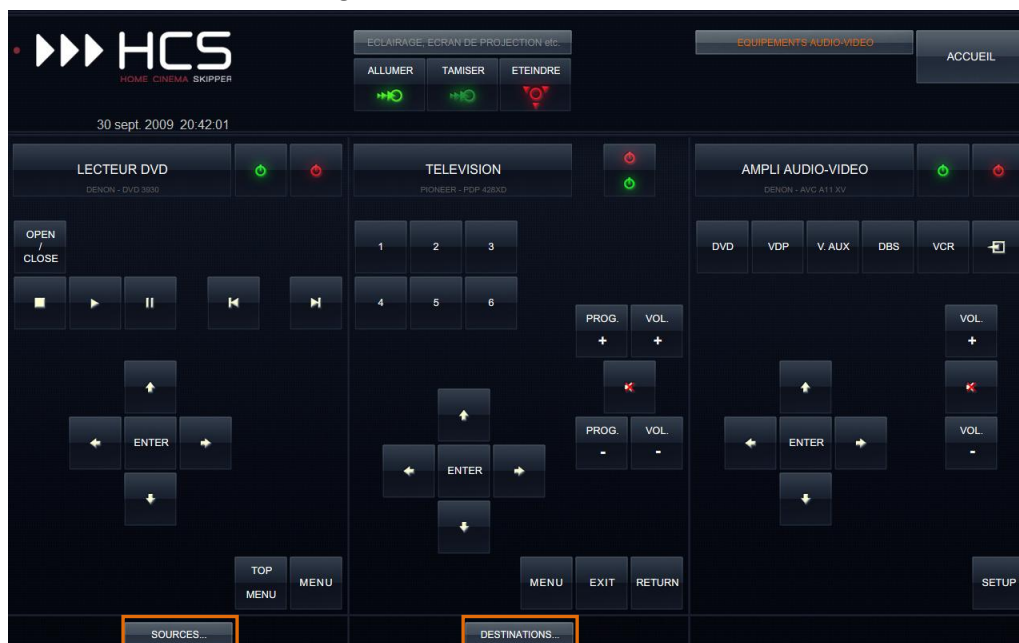 HCS
HOME CINEMA SKIPPER
30 sept. 2009 20:42:01
ECLAIRAGE, ECRAN DE PROJECTION etc.
ALLUMER TAMISER ETEINDRE
EQUIPEMENTS AUDIO-VIDEO
ACCUEIL
LECTEUR DVD
DENON - DVD 3930
OPEN
/
CLOSE
ENTER
TOP
MENU
MENU
SOURCES...
TELEVISION
PIONEER - PDP 428XD
1 2 3
4 5 6
PROG. VOL.
+ +
PROG. VOL.
- -
ENTER
MENU EXIT RETURN
DESTINATIONS...
AMPLI AUDIO-VIDEO
DENON - AVC A11 XV
DVD VDP V. AUX DBS VCR
VOL.
+
VOL.
-
ENTER
SETUP